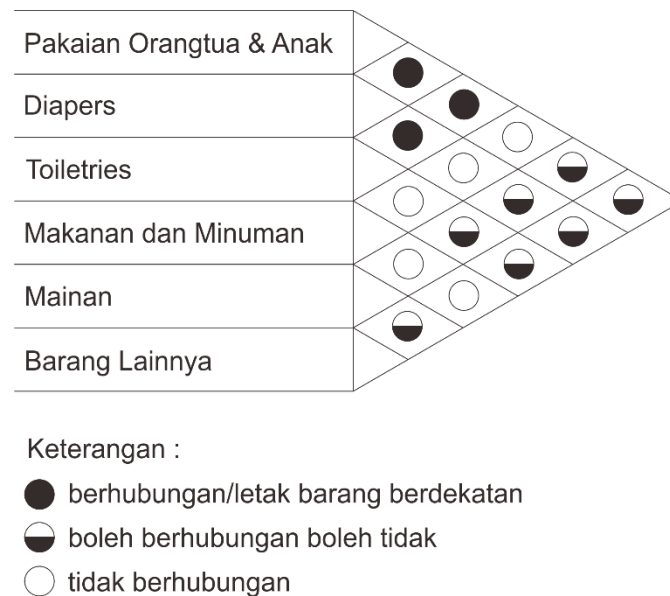 Pakaian Orangtua & Anak
Diapers
Toiletries
Makanan dan Minuman
Mainan
Barang Lainnya
Keterangan :
berhubungan/letak barang berdekatan
boleh berhubungan boleh tidak
tidak berhubungan